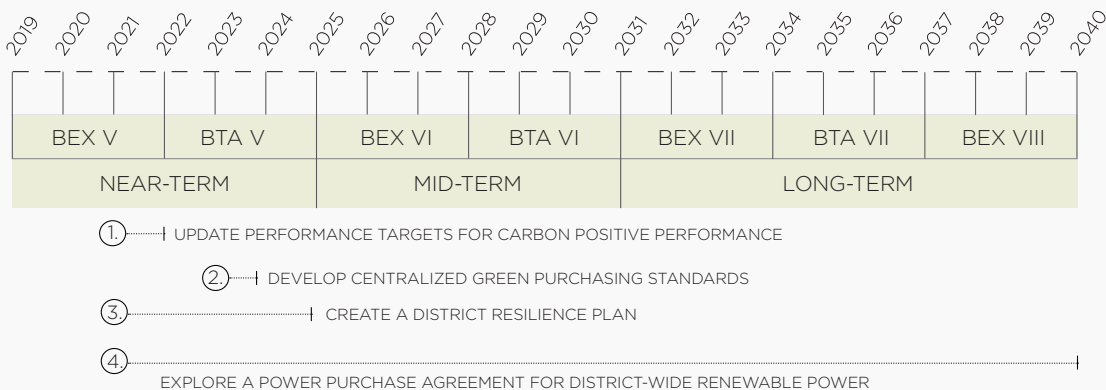 2019 2020 2021 2022 2023 2024 2025 2026 2027 2028 2029 2030 2031 2032 2033 2034 2035 2036 2037 2038 2039 2040
BEX V BTA V BEX VI BTA VI BEX VII BTA VII BEX VIII
NEAR-TERM MID-TERM LONG-TERM
1. UPDATE PERFORMANCE TARGETS FOR CARBON POSITIVE PERFORMANCE
2. DEVELOP CENTRALIZED GREEN PURCHASING STANDARDS
3. CREATE A DISTRICT RESILIENCE PLAN
4.
EXPLORE A POWER PURCHASE AGREEMENT FOR DISTRICT-WIDE RENEWABLE POWER